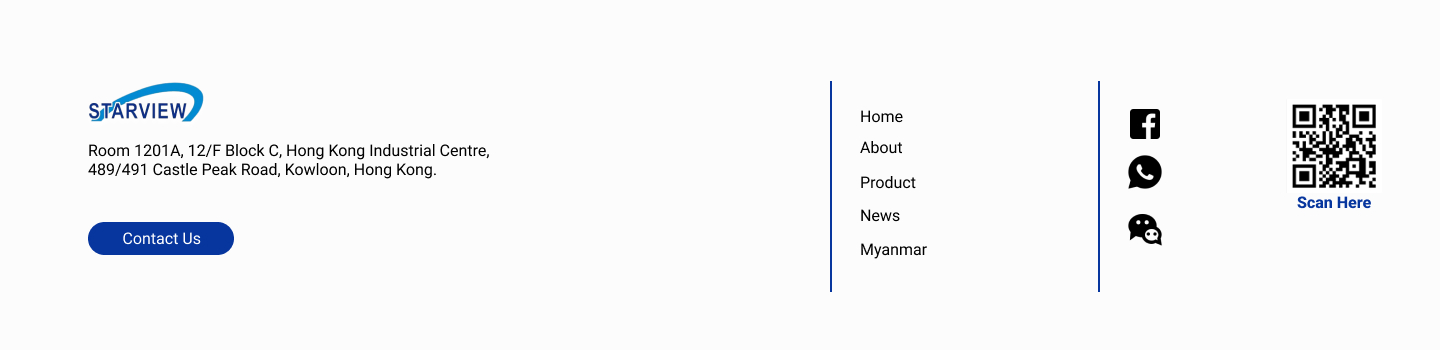 STARVIEW
Room 1201A, 12/F Block C, Hong Kong Industrial Centre,
489/491 Castle Peak Road, Kowloon, Hong Kong.
Contact Us
Home
About
Product
News
Myanmar
Scan Here